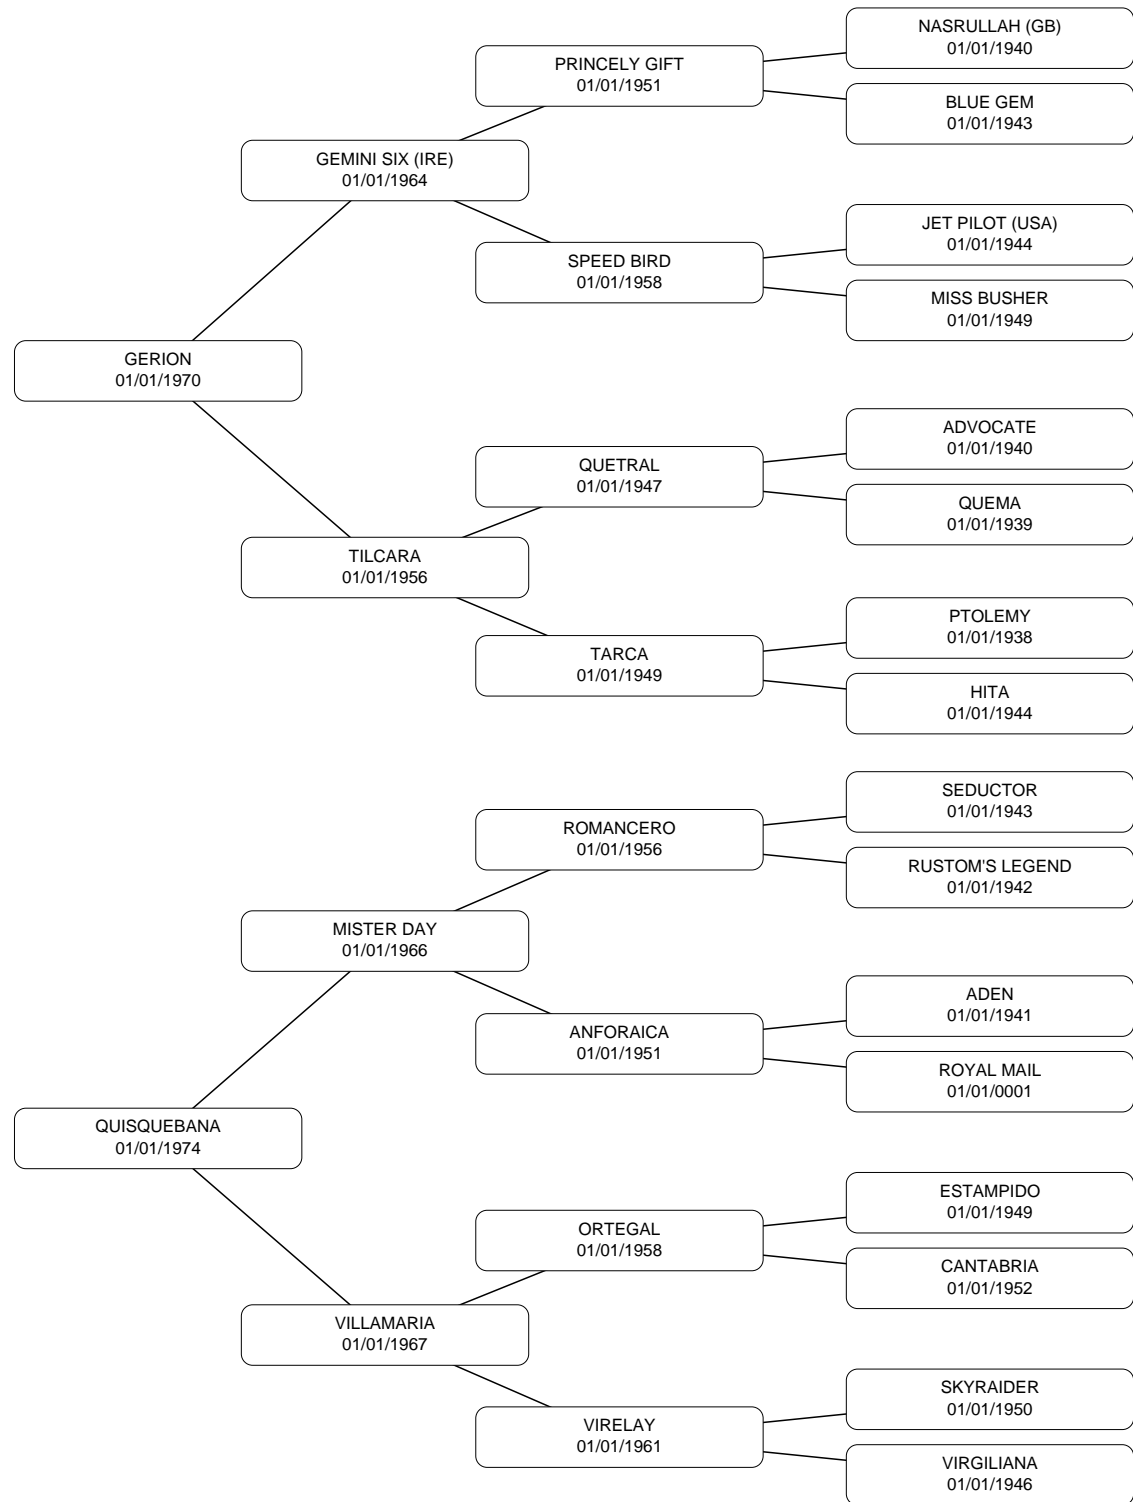 NASRULLAH (GB)
01/01/1940
PRINCELY GIFT
01/01/1951
BLUE GEM
01/01/1943
GEMINI SIX (IRE)
01/01/1964
JET PILOT (USA)
01/01/1944
SPEED BIRD
01/01/1958
MISS BUSHER
01/01/1949
GERION
01/01/1970
ADVOCATE
01/01/1940
QUETRAL
01/01/1947
QUEMA
01/01/1939
TILCARA
01/01/1956
PTOLEMY
01/01/1938
TARCA
01/01/1949
HITA
01/01/1944
SEDUCTOR
01/01/1943
ROMANCERO
01/01/1956
RUSTOM'S LEGEND
01/01/1942
MISTER DAY
01/01/1966
ADEN
01/01/1941
ANFORAICA
01/01/1951
ROYAL MAIL
01/01/0001
QUISQUEBANA
01/01/1974
ESTAMPIDO
01/01/1949
ORTEGAL
01/01/1958
CANTABRIA
01/01/1952
VILLAMARIA
01/01/1967
SKYRAIDER
01/01/1950
VIRELAY
01/01/1961
VIRGILIANA
01/01/1946